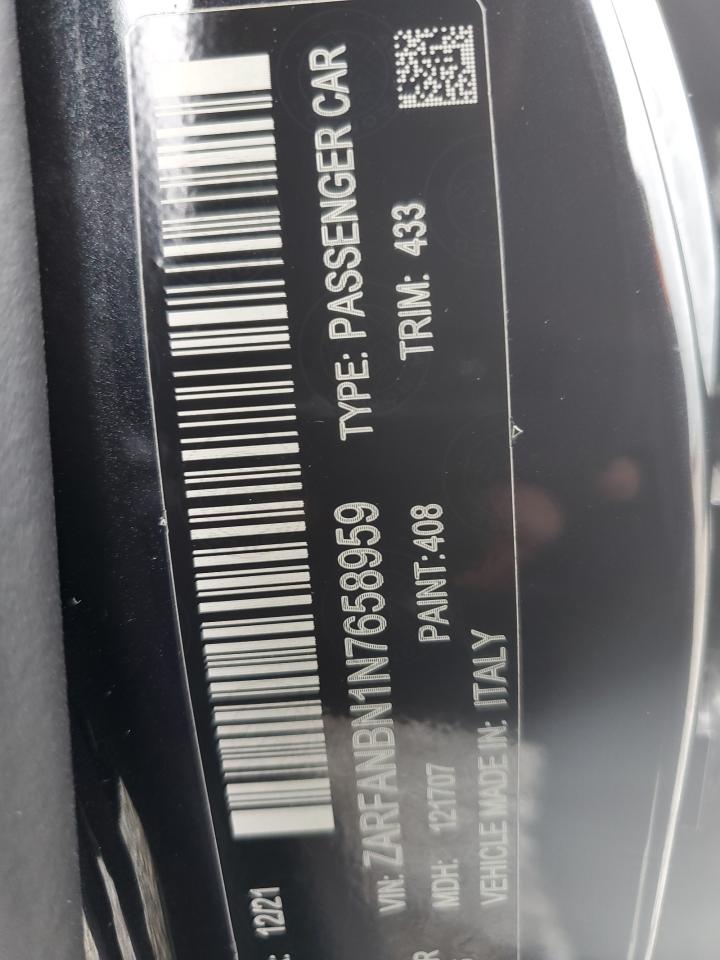 : 12/21
VIN: ZARFANBN1N7658959 TYPE: PASSENGER CAR
MDH: 121707 PAINT:408 TRIM: 433
VEHICLE MADE IN: ITALY